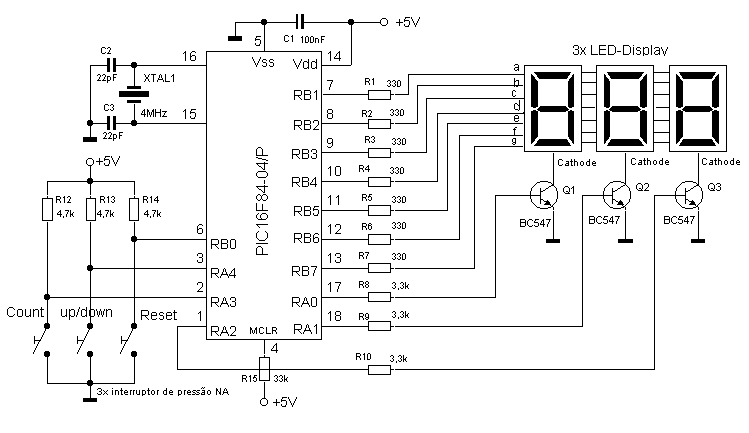 C1
100nF
+5V
5
Vss
14
Vdd
C2
22pF
16
XTAL1
4MHz
C3
22pF
15
+5V
R12
4,7k
R13
4,7k
R14
4,7k
PIC16F84-04/P
7
RB1
R1
330
8
RB2
R2
330
9
RB3
R3
330
10
RB4
R4
330
11
RB5
R5
330
12
RB6
R6
330
13
RB7
R7
330
17
RA0
R8
3,3k
18
RA1
R9
3,3k
6
RB0
3
RA4
2
RA3
1
RA2
MCLR
4
R15
33k
+5V
R10
3,3k
Count
up/down
Reset
3x interruptor de pressão NA
3x LED-Display
a
b
c
d
e
f
g
Cathode
Cathode
Cathode
Q1
BC547
Q2
BC547
Q3
BC547